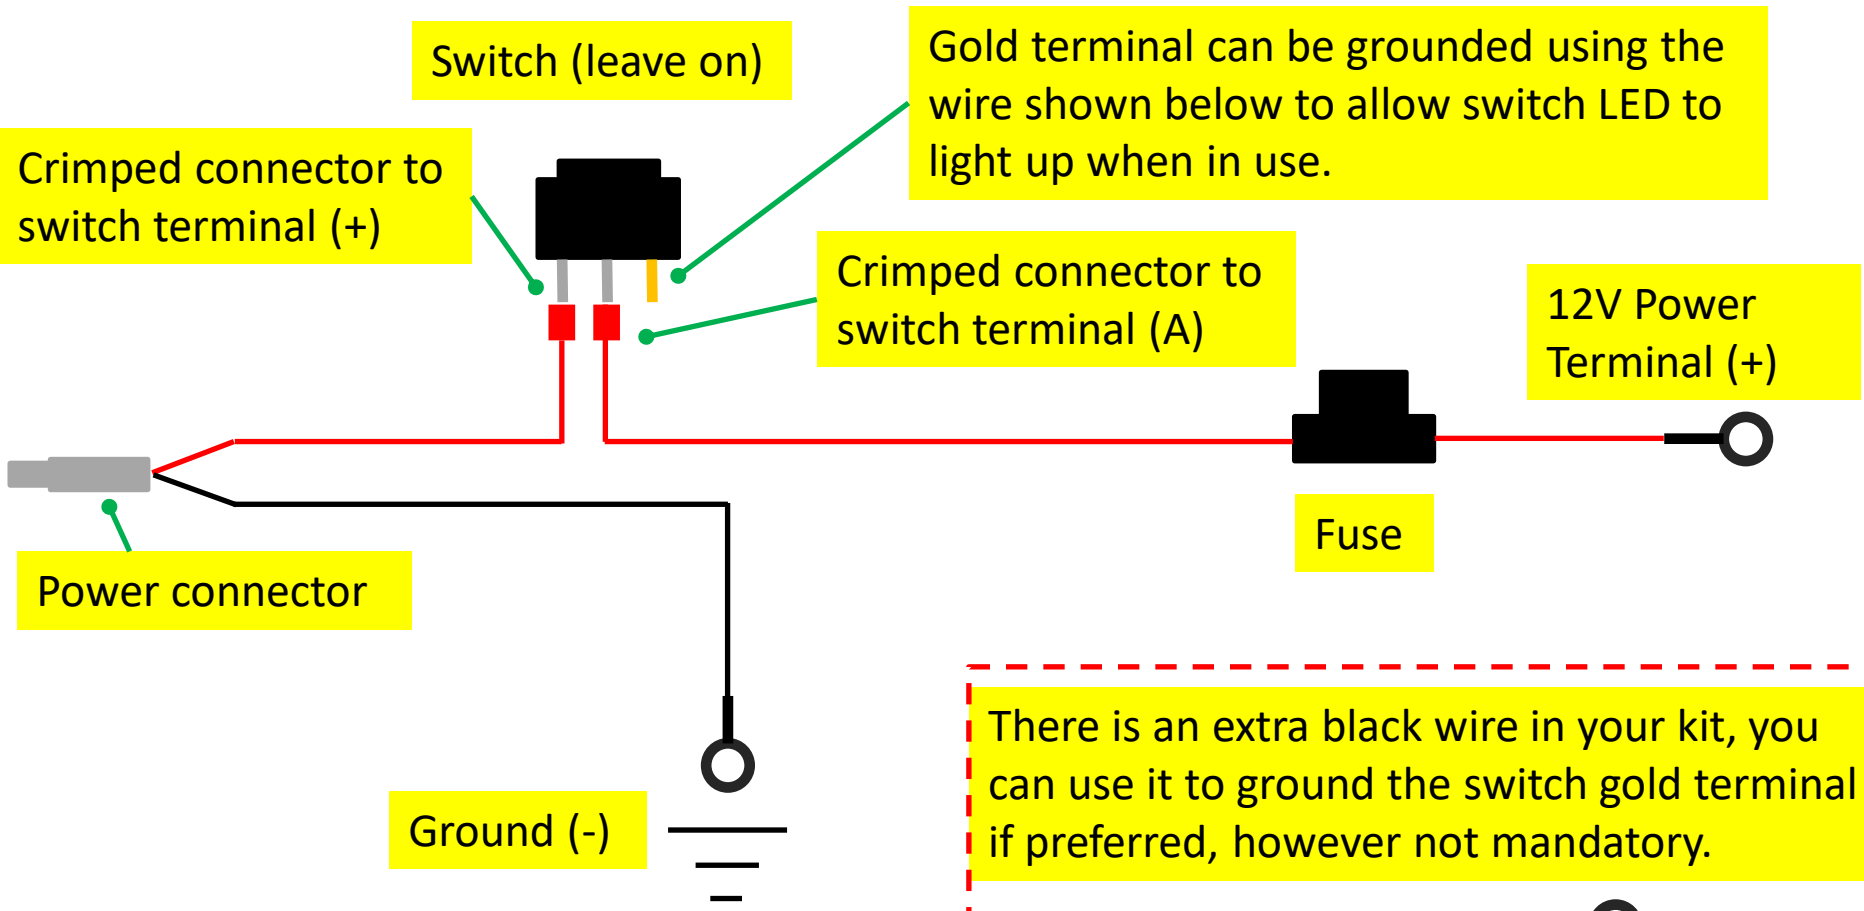 Switch (leave on)
Gold terminal can be grounded using the
wire shown below to allow switch LED to
light up when in use.
Crimped connector to
switch terminal (+)
Crimped connector to
switch terminal (A)
12V Power
Terminal (+)
Fuse
Power connector
Ground (-)
There is an extra black wire in your kit, you
can use it to ground the switch gold terminal
if preferred, however not mandatory.